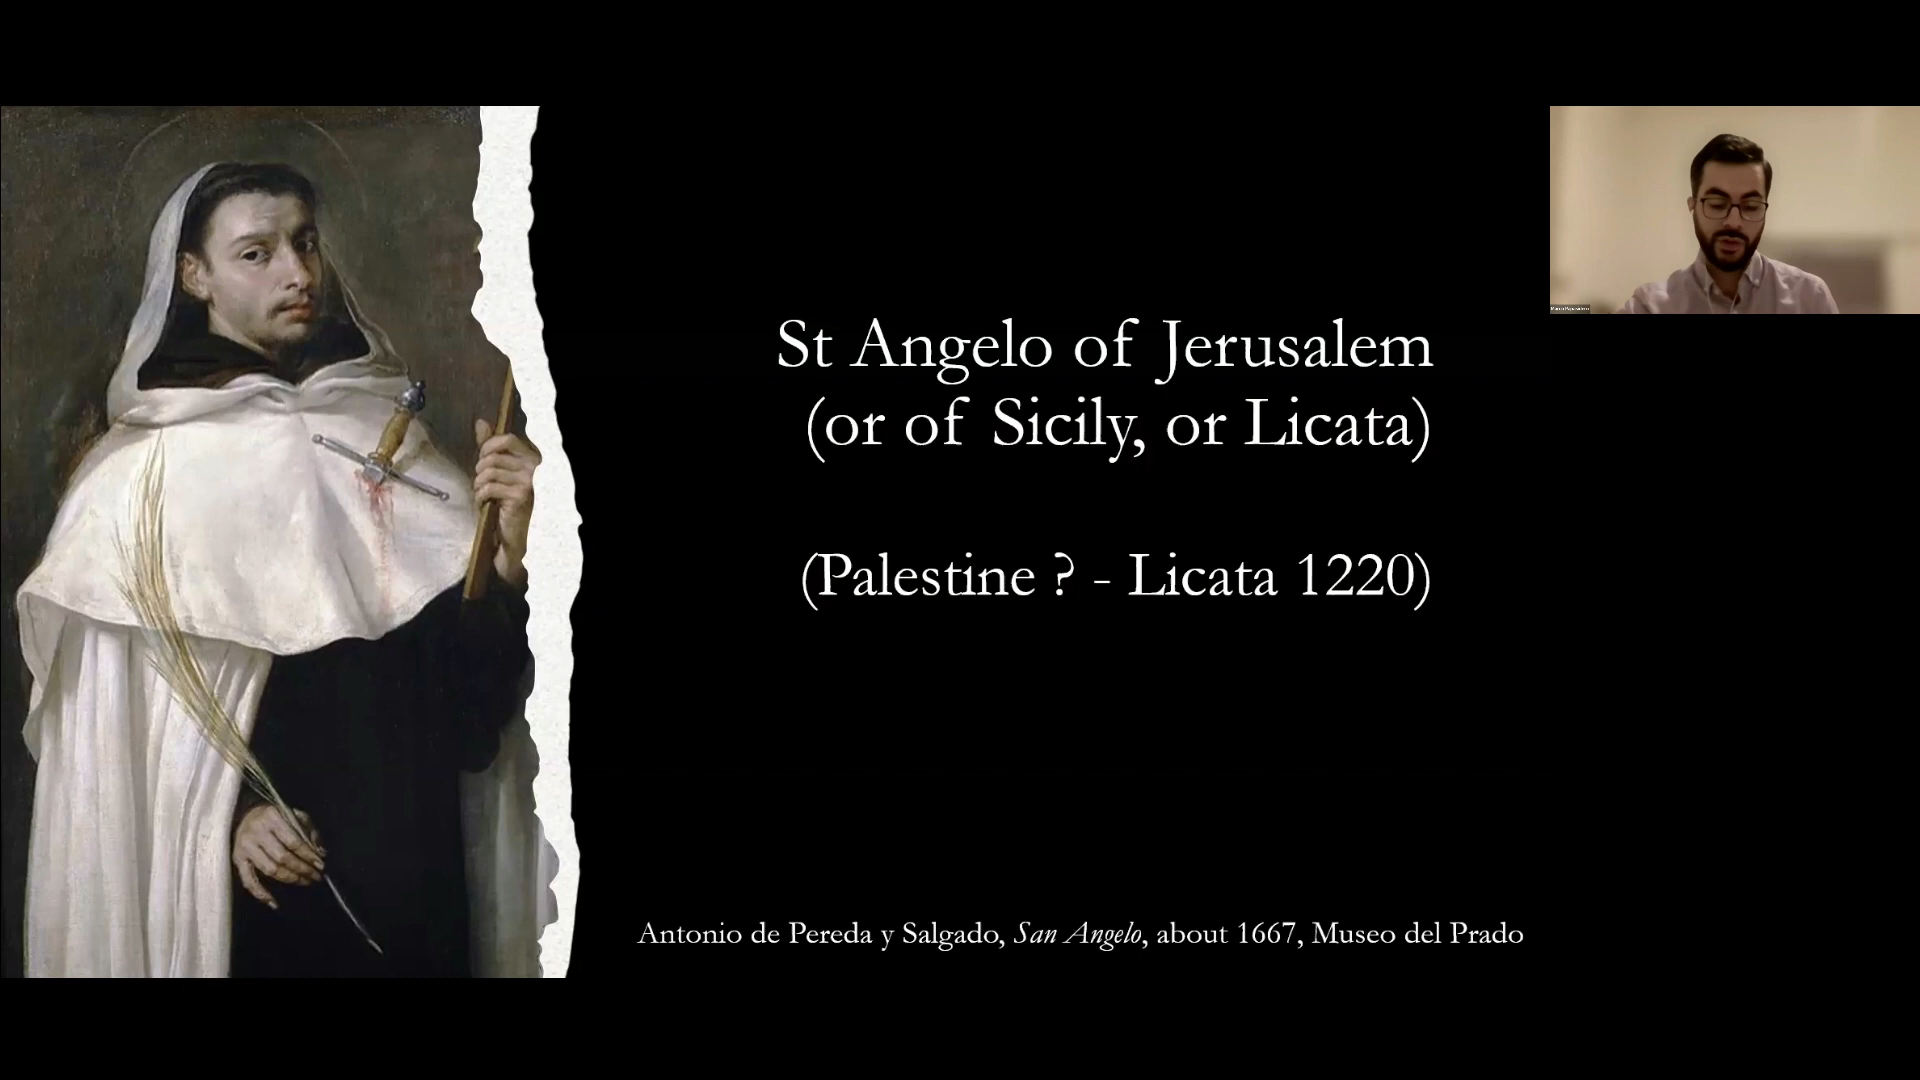 St Angelo of Jerusalem
(or of Sicily, or Licata)
(Palestine ? - Licata 1220)
Antonio de Pereda y Salgado, San Angelo, about 1667, Museo del Prado